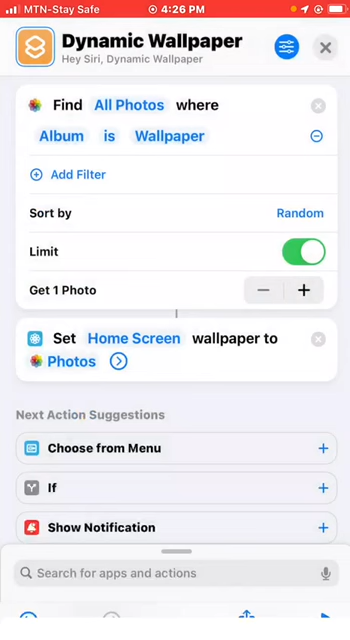 MTN-Stay Safe 4:26 PM
Dynamic Wallpaper
Hey Siri, Dynamic Wallpaper
Find All Photos where
Album is Wallpaper
Add Filter
Sort by Random
Limit
Get 1 Photo
Set Home Screen wallpaper to
Photos
Next Action Suggestions
Choose from Menu
If
Show Notification
Search for apps and actions